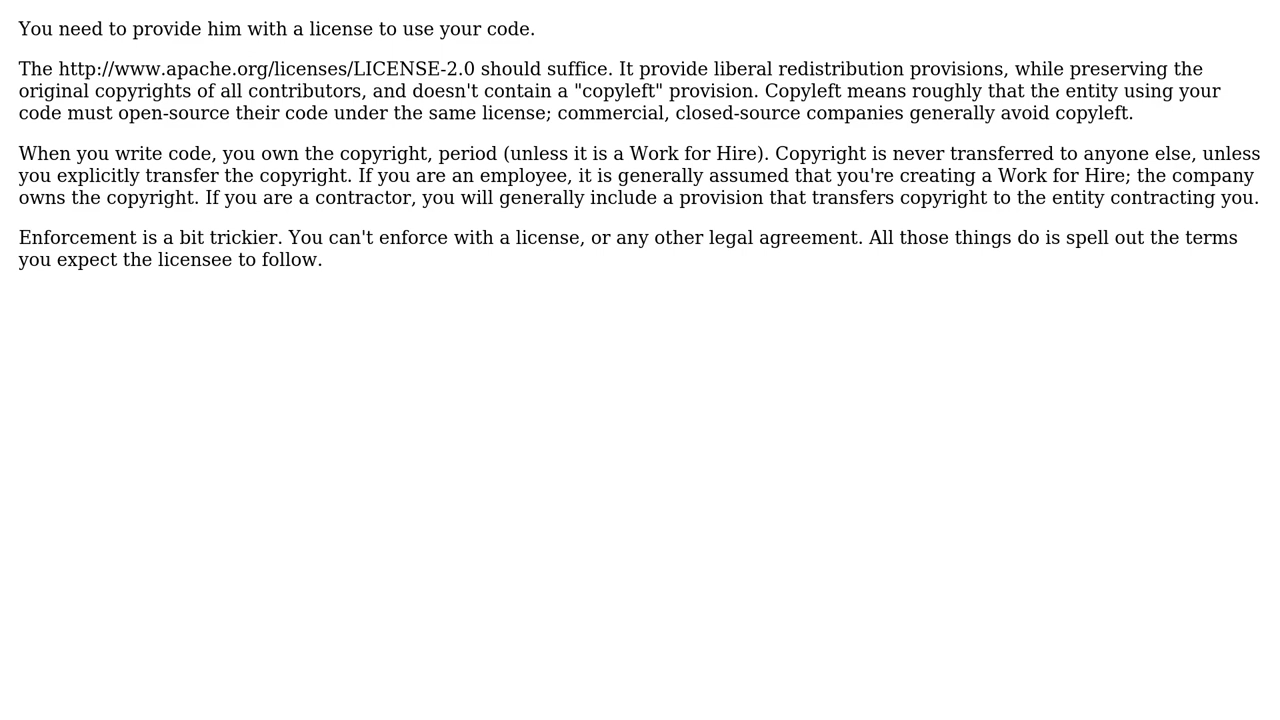 You need to provide him with a license to use your code.
The http://www.apache.org/licenses/LICENSE-2.0 should suffice. It provide liberal redistribution provisions, while preserving the
original copyrights of all contributors, and doesn't contain a "copyleft" provision. Copyleft means roughly that the entity using your
code must open-source their code under the same license; commercial, closed-source companies generally avoid copyleft.
When you write code, you own the copyright, period (unless it is a Work for Hire). Copyright is never transferred to anyone else, unless
you explicitly transfer the copyright. If you are an employee, it is generally assumed that you're creating a Work for Hire; the company
owns the copyright. If you are a contractor, you will generally include a provision that transfers copyright to the entity contracting you.
Enforcement is a bit trickier. You can't enforce with a license, or any other legal agreement. All those things do is spell out the terms
you expect the licensee to follow.